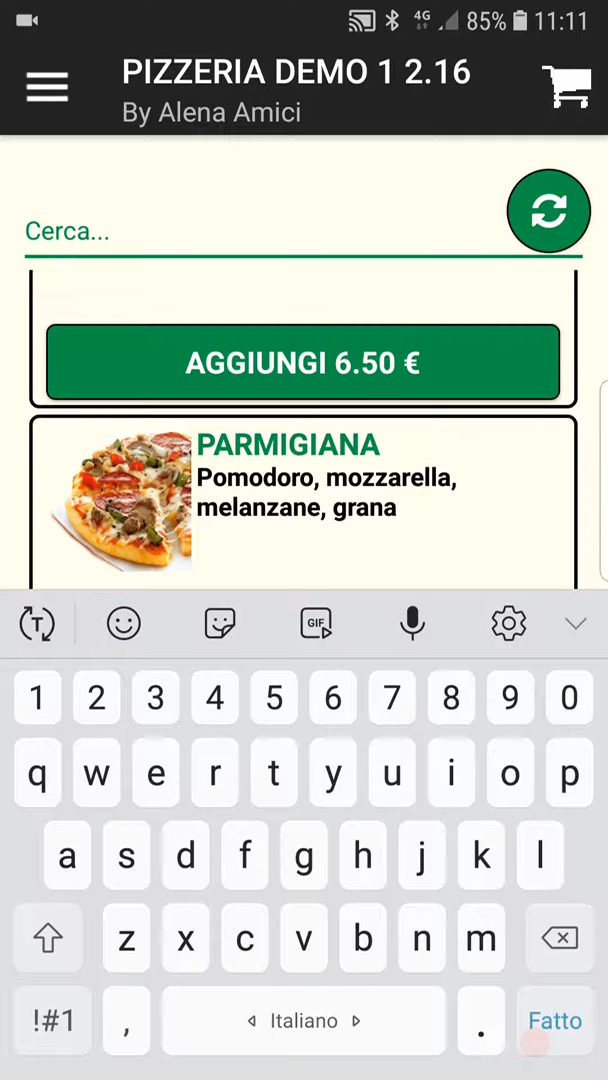 4G 85% 11:11
PIZZERIA DEMO 1 2.16
By Alena Amici
Cerca...
AGGIUNGI 6.50 €
PARMIGIANA
Pomodoro, mozzarella,
melanzane, grana
T GIF
1 2 3 4 5 6 7 8 9 0
q w e r t y u i o p
a s d f g h j k l
z x c v b n m
!#1 , Italiano . Fatto